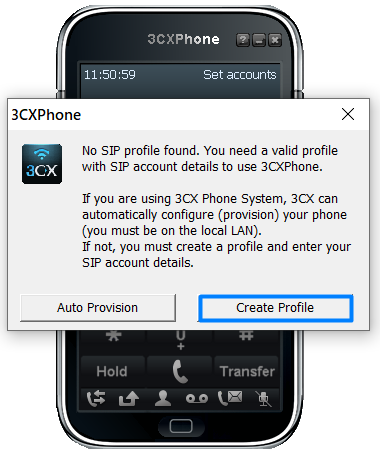 3CXPhone
11:50:59 Set accounts
3CXPhone
No SIP profile found. You need a valid profile
with SIP account details to use 3CXPhone.
3CX
If you are using 3CX Phone System, 3CX can
automatically configure (provision) your phone
(you must be on the local LAN).
If not, you must create a profile and enter your
SIP account details.
Auto Provision Create Profile
* 0 #
+
Hold Transfer